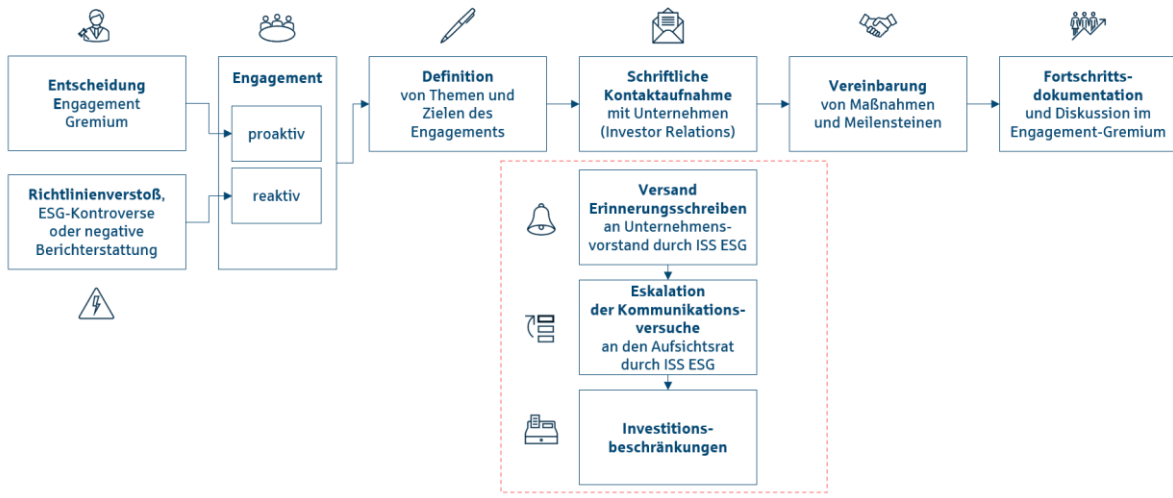 Entscheidung
Engagement
Gremium
Richtlinienverstoß,
ESG-Kontroverse
oder negative
Berichterstattung
Engagement
proaktiv
reaktiv
Definition
von Themen und
Zielen des
Engagements
Schriftliche
Kontaktaufnahme
mit Unternehmen
(Investor Relations)
Vereinbarung
von Maßnahmen
und Meilensteinen
Fortschritts-
dokumentation
und Diskussion im
Engagement-Gremium
Versand
Erinnerungsschreiben
an Unternehmens-
vorstand durch ISS ESG
Eskalation
der Kommunikations-
versuche
an den Aufsichtsrat
durch ISS ESG
Investitions-
beschränkungen